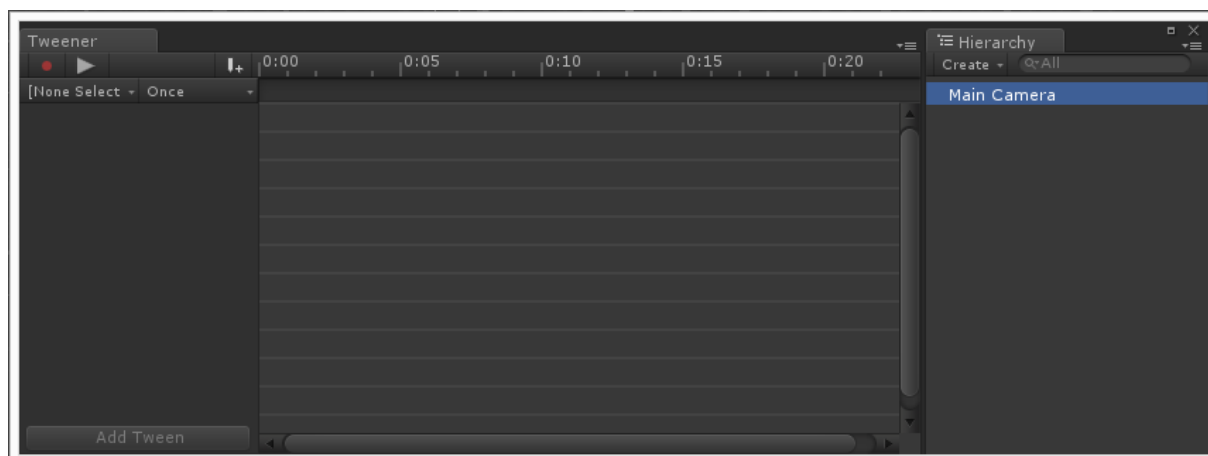 Tweener
0:00 0:05 0:10 0:15 0:20
[None Select Once
Add Tween
Hierarchy
Create All
Main Camera